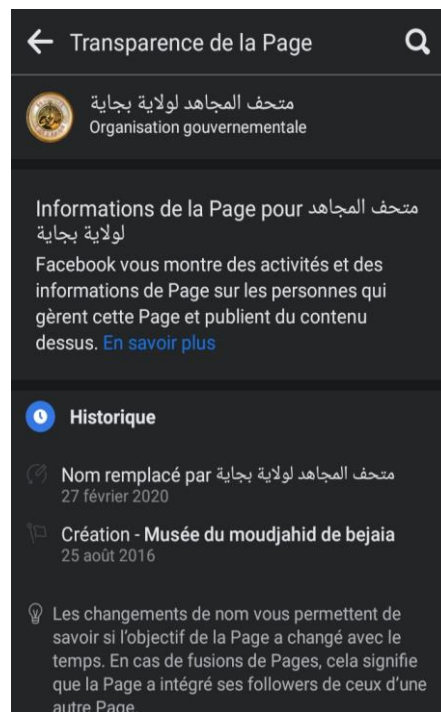 Transparence de la Page
متحف المجاهد لولاية بجاية
Organisation gouvernementale
Informations de la Page pour متحف المجاهد
لولاية بجاية
Facebook vous montre des activités et des
informations de Page sur les personnes qui
gèrent cette Page et publient du contenu
dessus. En savoir plus
Historique
Nom remplacé par متحف المجاهد لولاية بجاية
27 février 2020
Création - Musée du moudjahid de bejaia
25 août 2016
Les changements de nom vous permettent de
savoir si l'objectif de la Page a changé avec le
temps. En cas de fusions de Pages, cela signifie
que la Page a intégré ses followers de ceux d'une
autre Page.